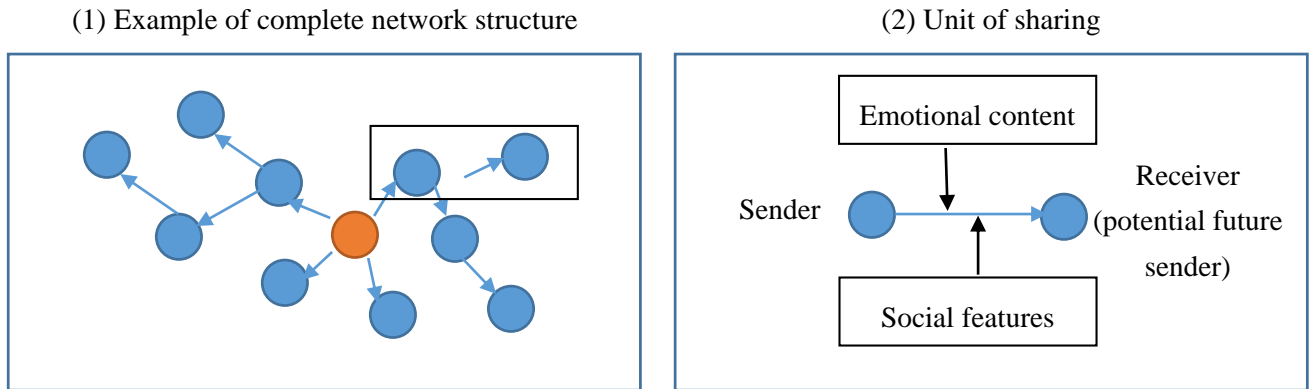 (1) Example of complete network structure
(2) Unit of sharing
Emotional content
Sender
Receiver
(potential future
sender)
Social features